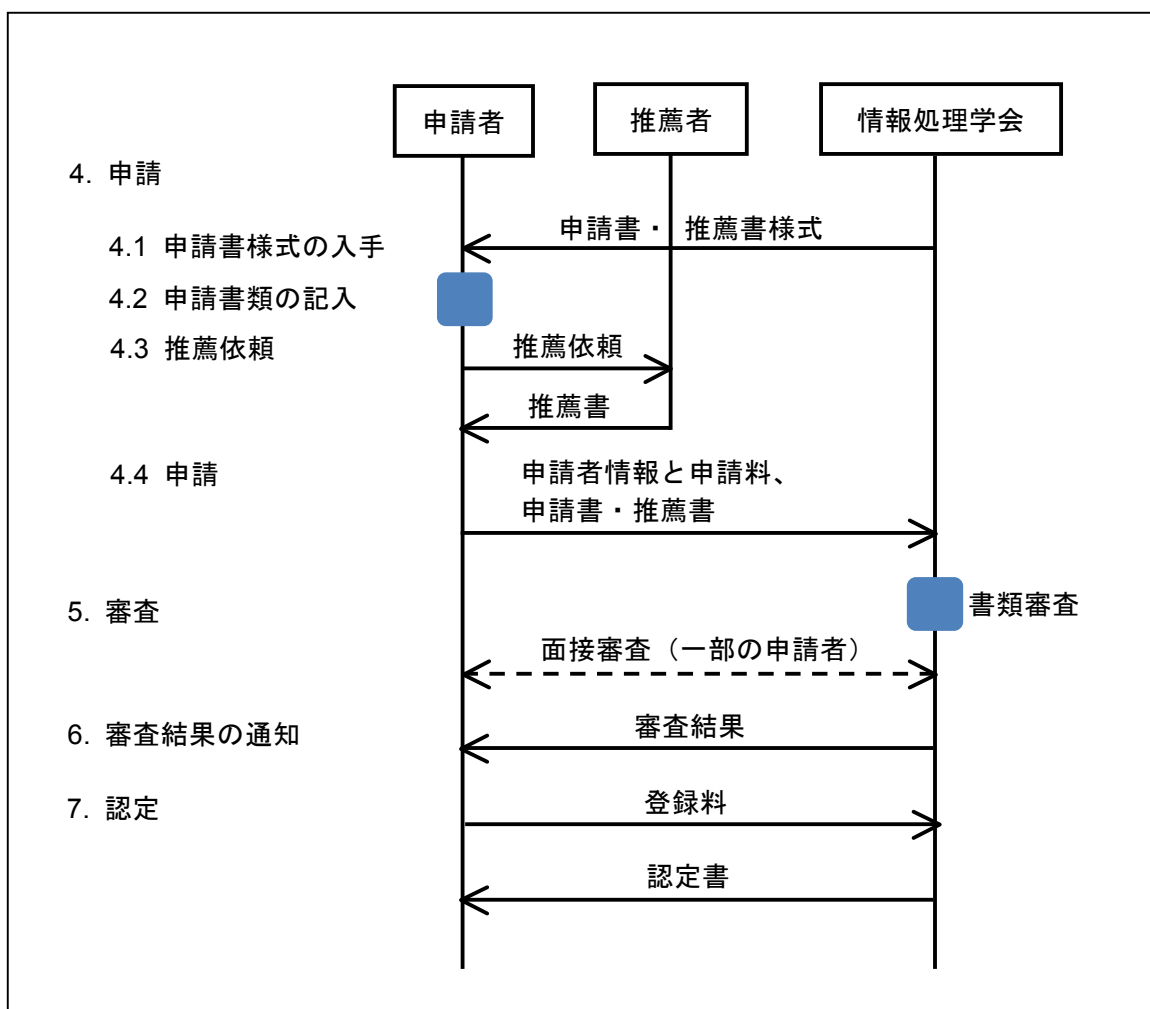 申請者
推薦者
情報処理学会
4. 申請
申請書・ 推薦書様式
4.1 申請書様式の入手
4.2 申請書類の記入
4.3 推薦依頼
推薦依頼
推薦書
4.4 申請
申請者情報と申請料、
申請書・推薦書
5. 審査
書類審査
面接審査（一部の申請者）
6. 審査結果の通知
審査結果
7. 認定
登録料
認定書